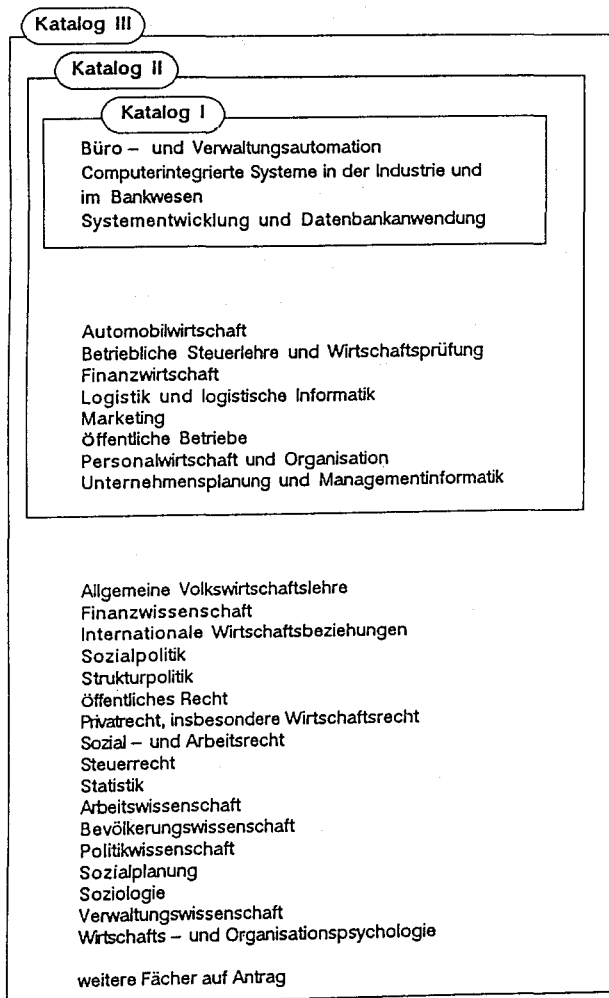 Katalog III
Katalog II
Katalog I
Büro – und Verwaltungsautomation
Computerintegrierte Systeme in der Industrie und
im Bankwesen
Systementwicklung und Datenbankanwendung
Automobilwirtschaft
Betriebliche Steuerlehre und Wirtschaftsprüfung
Finanzwirtschaft
Logistik und logistische Informatik
Marketing
öffentliche Betriebe
Personalwirtschaft und Organisation
Unternehmensplanung und Managementinformatik
Allgemeine Volkswirtschaftslehre
Finanzwissenschaft
Internationale Wirtschaftsbeziehungen
Sozialpolitik
Strukturpolitik
öffentliches Recht
Privatrecht, insbesondere Wirtschaftsrecht
Sozial – und Arbeitsrecht
Steuerrecht
Statistik
Arbeitswissenschaft
Bevölkerungswissenschaft
Politikwissenschaft
Sozialplanung
Soziologie
Verwaltungswissenschaft
Wirtschafts – und Organisationspsychologie
weitere Fächer auf Antrag